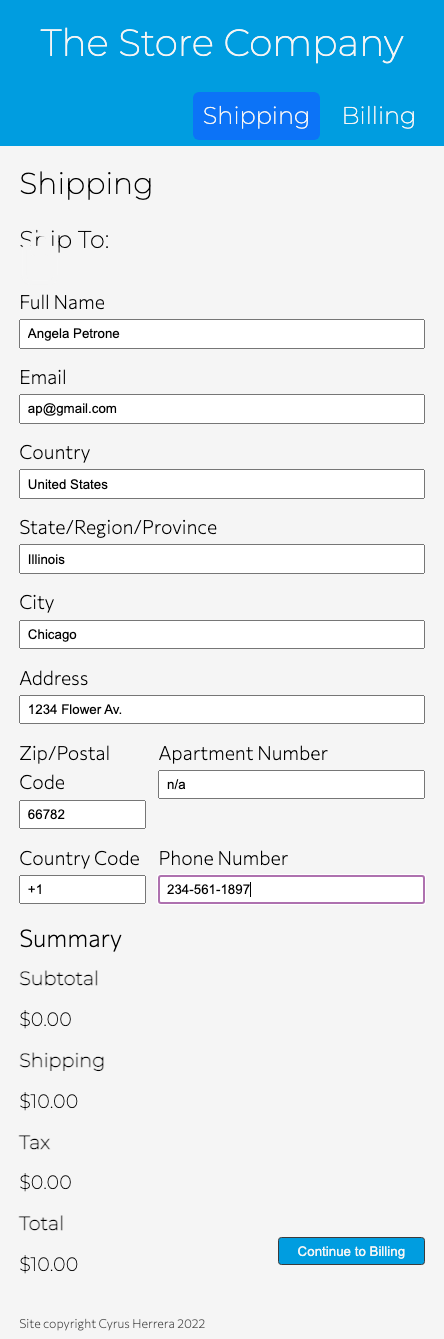 The Store Company
Shipping Billing
Shipping
Ship To:
Full Name
Angela Petrone
Email
ap@gmail.com
Country
United States
State/Region/Province
Illinois
City
Chicago
Address
1234 Flower Av.
Zip/Postal Code
66782
Apartment Number
n/a
Country Code
+1
Phone Number
234-561-1897
Summary
Subtotal
$0.00
Shipping
$10.00
Tax
$0.00
Total
$10.00
Continue to Billing
Site copyright Cyrus Herrera 2022